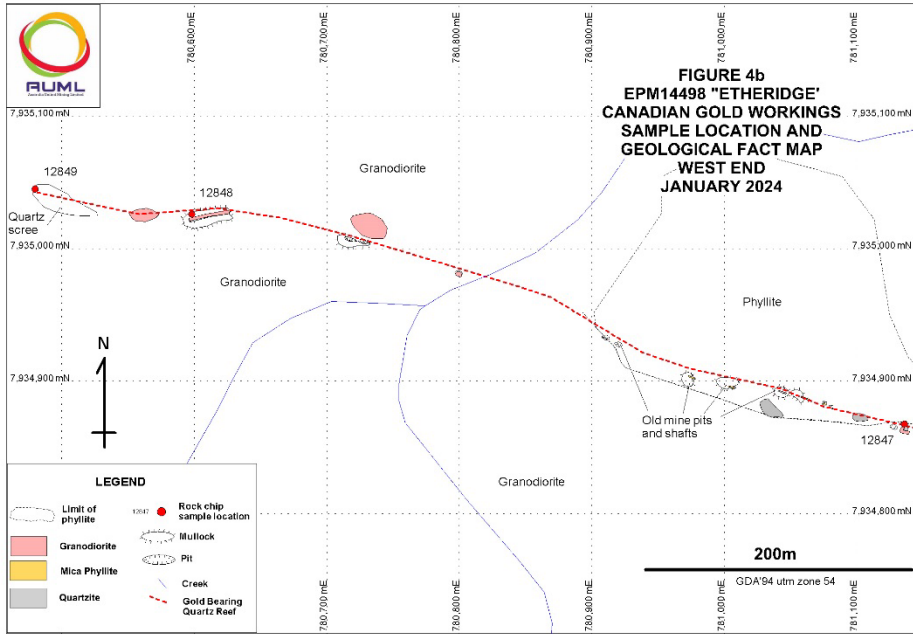 780,600 mE
780,700 mE
780,800 mE
780,900 mE
781,000 mE
781,100 mE
AUML
FIGURE 4b
EPM14498 "ETHERIDGE'
CANADIAN GOLD WORKINGS
SAMPLE LOCATION AND
GEOLOGICAL FACT MAP
WEST END
JANUARY 2024
7,935,100 mN
7,935,100 mN
Granodiorite
12849
12848
Quartz
scree
7,935,000 mN
7,935,000 mN
Granodiorite
Phyllite
N
7,934,900 mN
7,934,900 mN
Old mine pits
and shafts
12847
Granodiorite
LEGEND
Limit of
phyllite
Granodiorite
Mica Phyllite
Quartzite
12847
Rock chip
sample location
Mullock
Pit
Creek
Gold Bearing
Quartz Reef
7,934,800 mN
200m
GDA'94 utm zone 54
780,700 mE
780,800 mE
780,900 mE
781,000 mE
781,100 mE